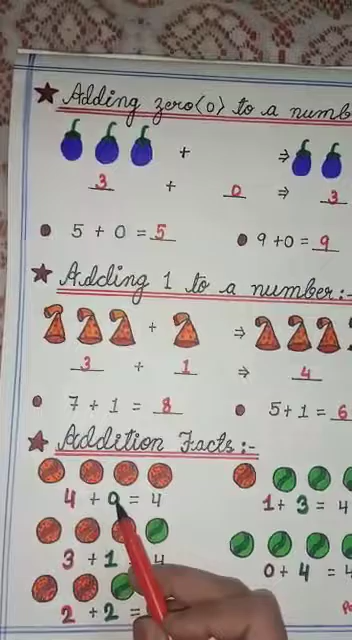 Adding zero(0) to a numb
+ ⇒
3 + 0 ⇒ 3
5 + 0 = 5 9 + 0 = 9
Adding 1 to a number:-
+ ⇒
3 + 1 ⇒ 4
7 + 1 = 8 5 + 1 = 6
Addition Facts:-
4 + 0 = 4 1 + 3 = 4
3 + 1 4 0 + 4 = 4
2 + 2 =